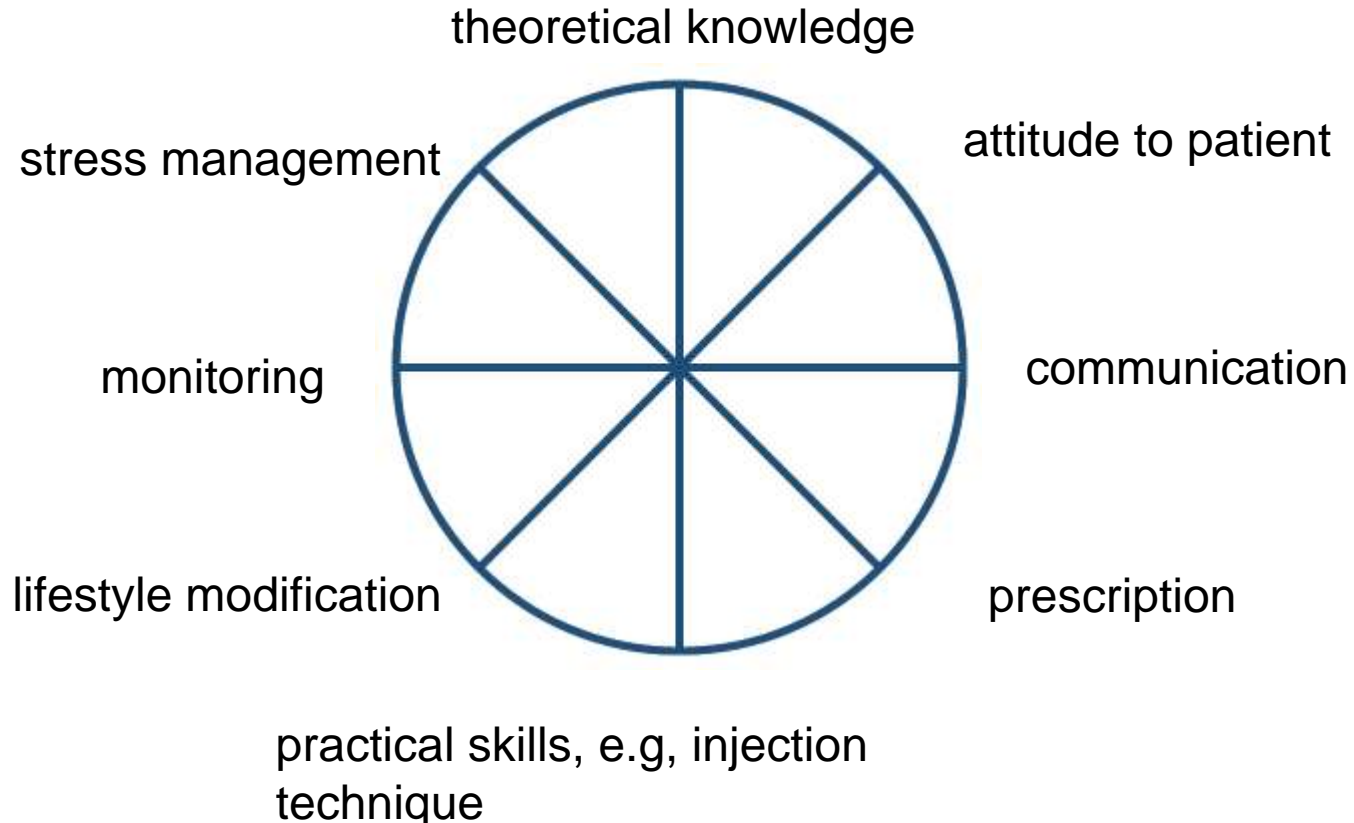 theoretical knowledge
attitude to patient
stress management
communication
monitoring
prescription
lifestyle modification
practical skills, e.g, injection
technique